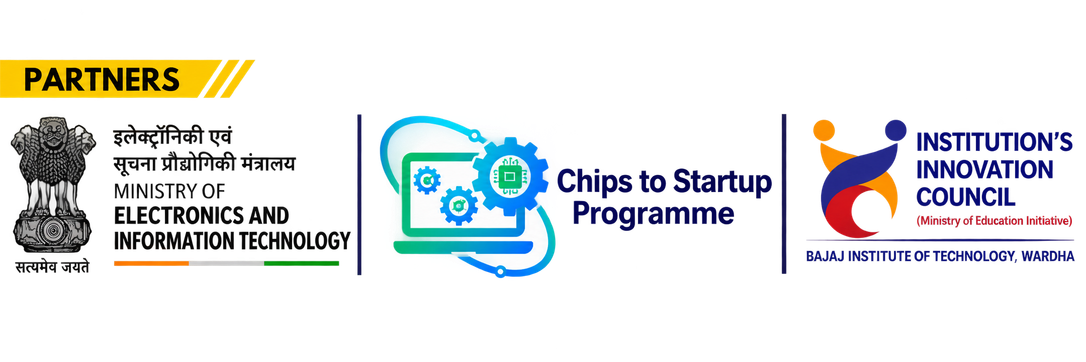 PARTNERS
सत्यमेव जयते
इलेक्ट्रॉनिकी एवं
सूचना प्रौद्योगिकी मंत्रालय
MINISTRY OF
ELECTRONICS AND
INFORMATION TECHNOLOGY
Chips to Startup
Programme
INSTITUTION'S
INNOVATION
COUNCIL
(Ministry of Education Initiative)
BAJAJ INSTITUTE OF TECHNOLOGY, WARDHA